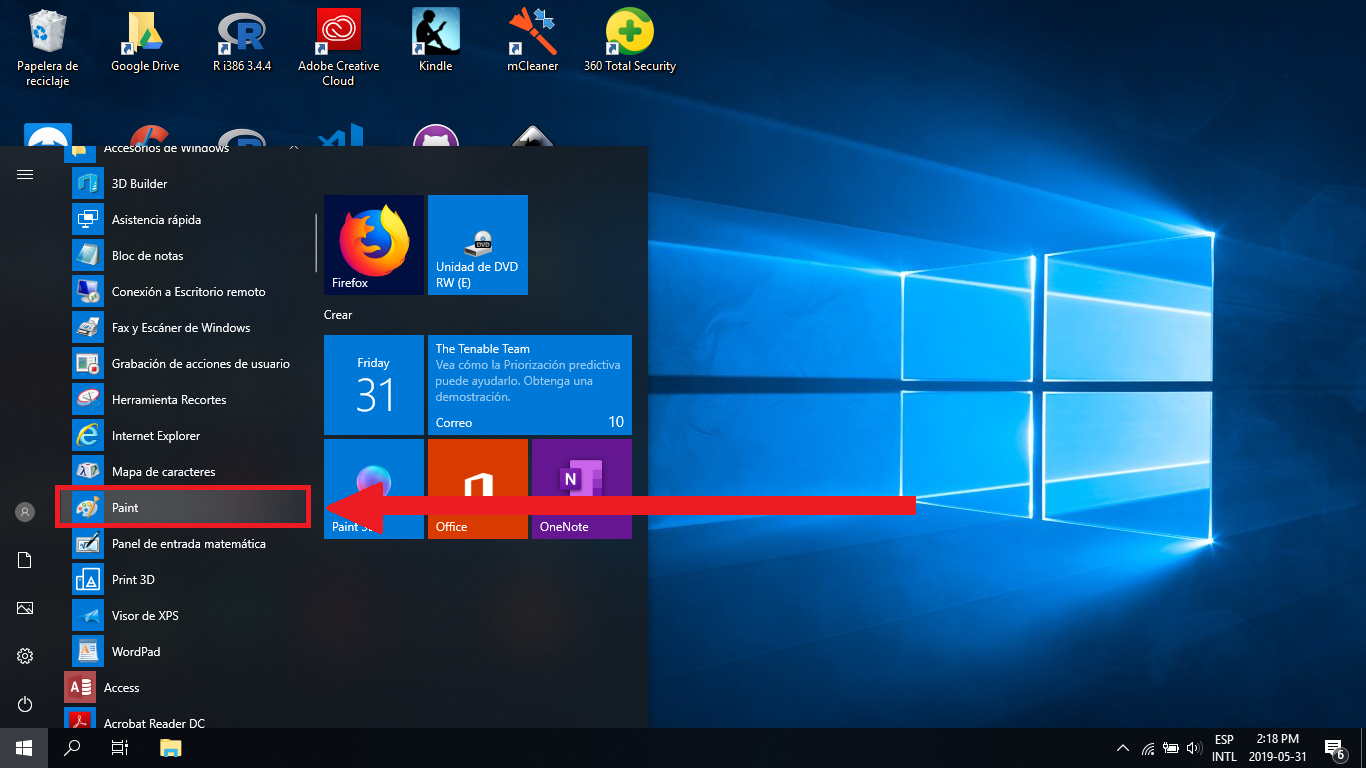 Papelera de
reciclaje
Google Drive
R i386 3.4.4
Adobe Creative
Cloud
Kindle
mCleaner
360 Total Security
Accesorios de Windows
3D Builder
Asistencia rápida
Bloc de notas
Conexión a Escritorio remoto
Fax y Escáner de Windows
Grabación de acciones de usuario
Herramienta Recortes
Internet Explorer
Mapa de caracteres
Paint
Panel de entrada matemática
Print 3D
Visor de XPS
WordPad
Access
Acrobat Reader DC
Firefox
DVD
Unidad de DVD
RW (E)
Crear
Friday
31
The Tenable Team
Vea cómo la Priorización predictiva
puede ayudarlo. Obtenga una
demostración.
Correo 10
Paint
Office
N
OneNote
ESP
INTL
2:18 PM
2019-05-31
6